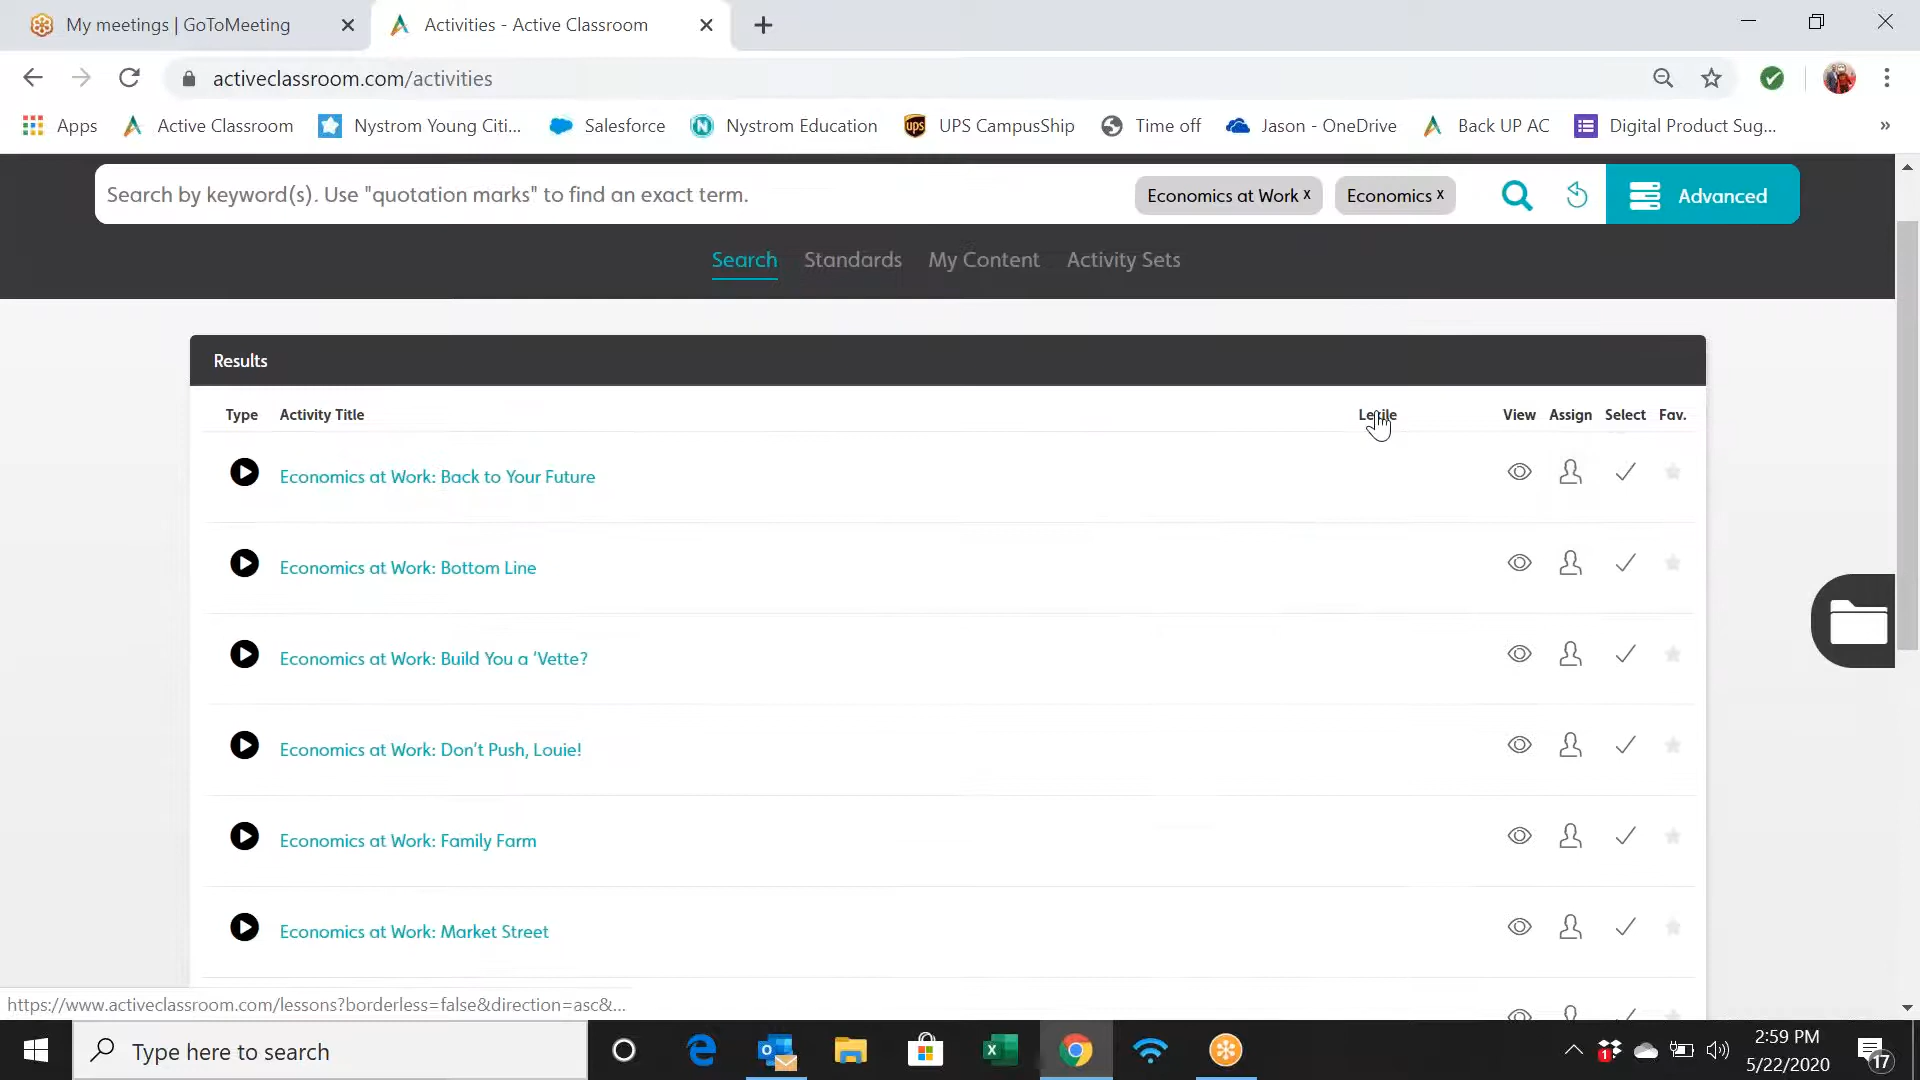 My meetings | GoToMeeting
Activities - Active Classroom
activeclassroom.com/activities
Apps
Active Classroom
Nystrom Young Citi...
Salesforce
Nystrom Education
ups
UPS CampusShip
Time off
Jason - OneDrive
Back UP AC
Digital Product Sug...
»
Search by keyword(s). Use "quotation marks" to find an exact term.
Economics at Work x
Economics x
Advanced
Search
Standards
My Content
Activity Sets
Results
Type
Activity Title
View
Assign
Select
Fav.
Economics at Work: Back to Your Future
Economics at Work: Bottom Line
Economics at Work: Build You a ‘Vette?
Economics at Work: Don’t Push, Louie!
Economics at Work: Family Farm
Economics at Work: Market Street
https://www.activeclassroom.com/lessons?borderless=false&direction=asc&...
Type here to search
1
2:59 PM
5/22/2020
17